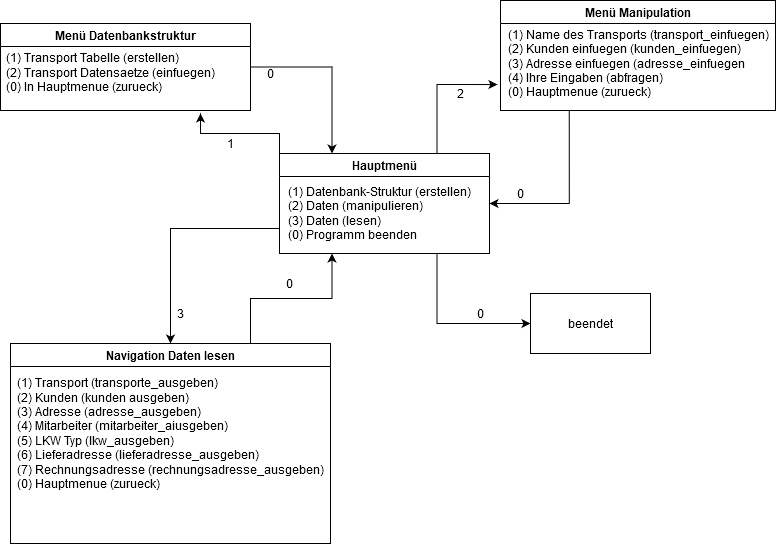 Menü Datenbankstruktur
(1) Transport Tabelle (erstellen)
(2) Transport Datensaetze (einfuegen)
(0) In Hauptmenue (zurueck)
Menü Manipulation
(1) Name des Transports (transport_einfuegen)
(2) Kunden einfuegen (kunden_einfuegen)
(3) Adresse einfuegen (adresse_einfuegen
(4) Ihre Eingaben (abfragen)
(0) Hauptmenue (zurueck)
0
2
1
Hauptmenü
(1) Datenbank-Struktur (erstellen)
(2) Daten (manipulieren)
(3) Daten (lesen)
(0) Programm beenden
0
0
3
0
beendet
Navigation Daten lesen
(1) Transport (transporte_ausgeben)
(2) Kunden (kunden ausgeben)
(3) Adresse (adresse_ausgeben)
(4) Mitarbeiter (mitarbeiter_aiusgeben)
(5) LKW Typ (lkw_ausgeben)
(6) Lieferadresse (lieferadresse_ausgeben)
(7) Rechnungsadresse (rechnungsadresse_ausgeben)
(0) Hauptmenue (zurueck)